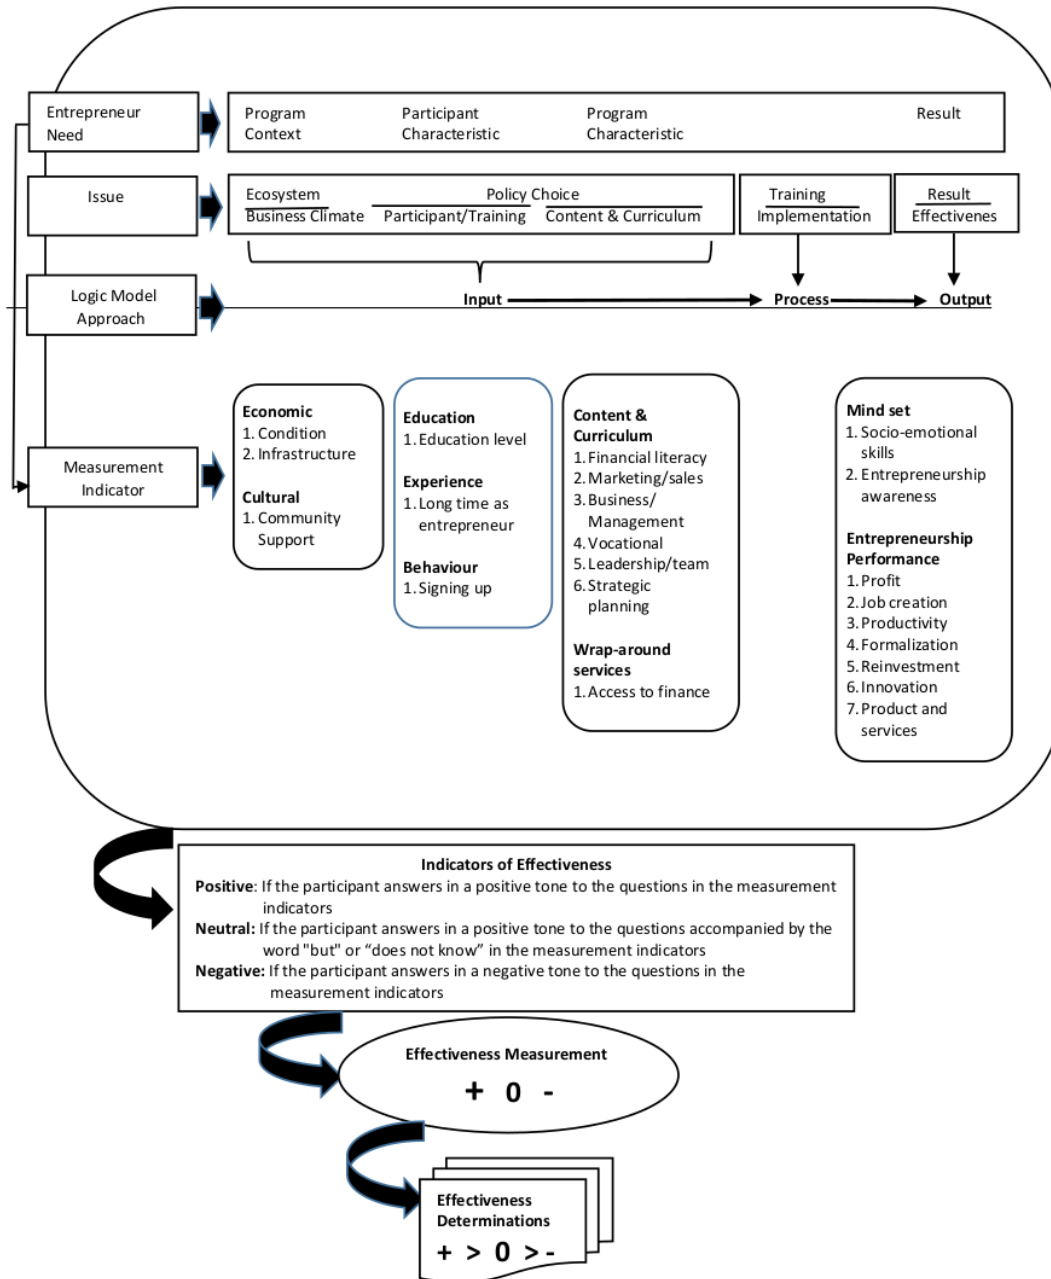 Entrepreneur
Need
Program
Context
Participant
Characteristic
Program
Characteristic
Result
Issue
Ecosystem
Business Climate
Policy Choice
Participant/Training
Content & Curriculum
Training
Implementation
Result
Effectivenes
Logic Model
Approach
Input
Process
Output
Measurement
Indicator
Economic
1. Condition
2. Infrastructure
Cultural
1. Community
Support
Education
1. Education level
Experience
1. Long time as
entrepreneur
Behaviour
1. Signing up
Content &
Curriculum
1. Financial literacy
2. Marketing/sales
3. Business/
Management
4. Vocational
5. Leadership/team
6. Strategic
planning
Wrap-around
services
1. Access to finance
Mind set
1. Socio-emotional
skills
2. Entrepreneurship
awareness
Entrepreneurship
Performance
1. Profit
2. Job creation
3. Productivity
4. Formalization
5. Reinvestment
6. Innovation
7. Product and
services
Indicators of Effectiveness
Positive: If the participant answers in a positive tone to the questions in the measurement
indicators
Neutral: If the participant answers in a positive tone to the questions accompanied by the
word "but" or “does not know” in the measurement indicators
Negative: If the participant answers in a negative tone to the questions in the
measurement indicators
Effectiveness Measurement
+ 0 -
Effectiveness
Determinations
+ > 0 > -